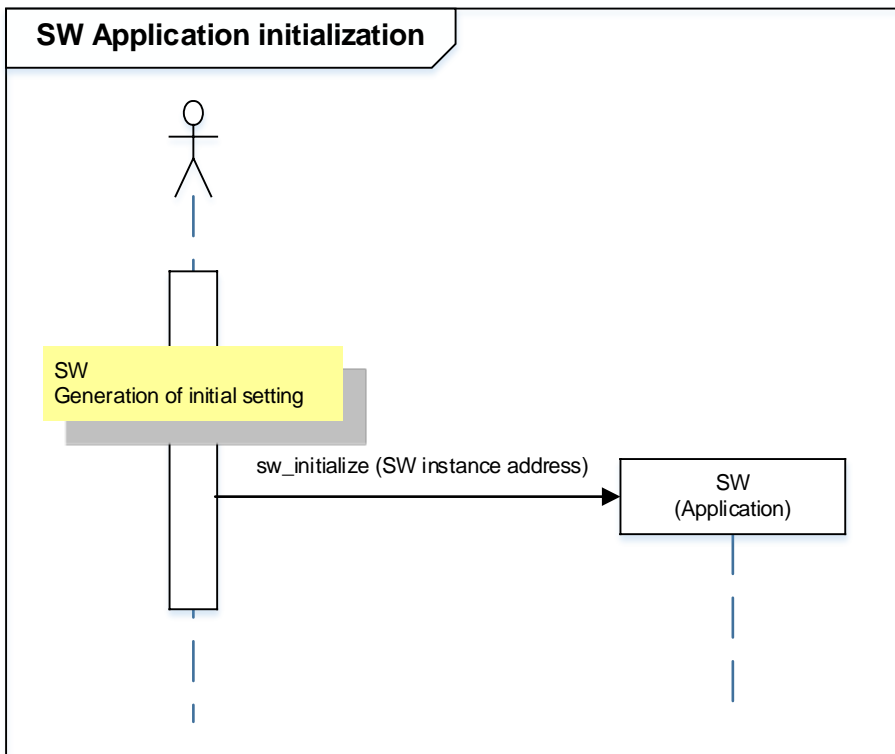 SW Application initialization
SW
Generation of initial setting
sw_initialize (SW instance address)
SW
(Application)